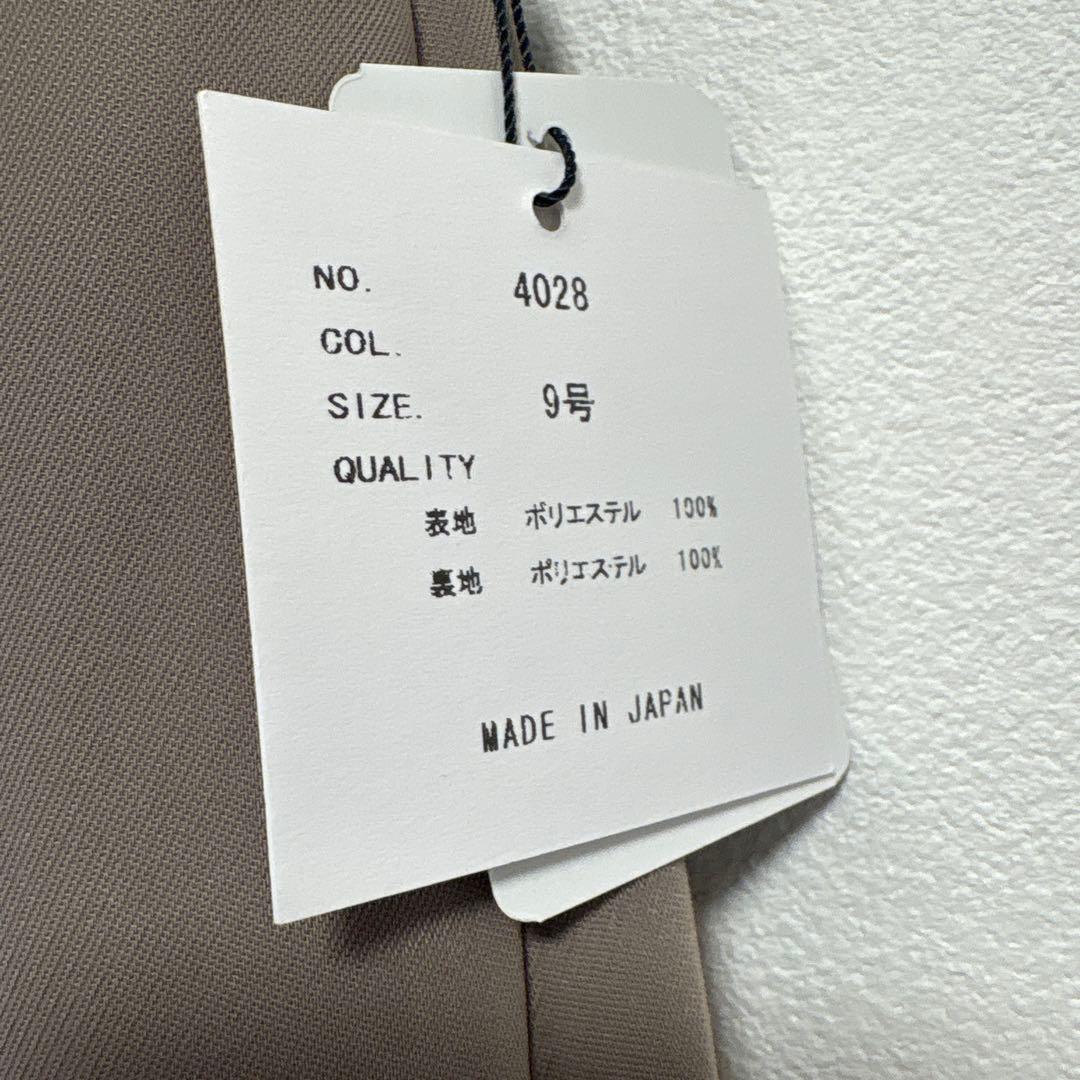 NO. 4028
COL.
SIZE. 9号
QUALITY
表地 ポリエステル 100%
裏地 ポリエステル 100%
MADE IN JAPAN